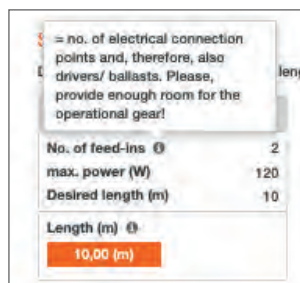 = no. of electrical connection
points and, therefore, also
drivers/ ballasts. Please,
provide enough room for the
operational gear!
No. of feed-ins 2
max. power (W) 120
Desired length (m) 10
Length (m)
10,00 (m)